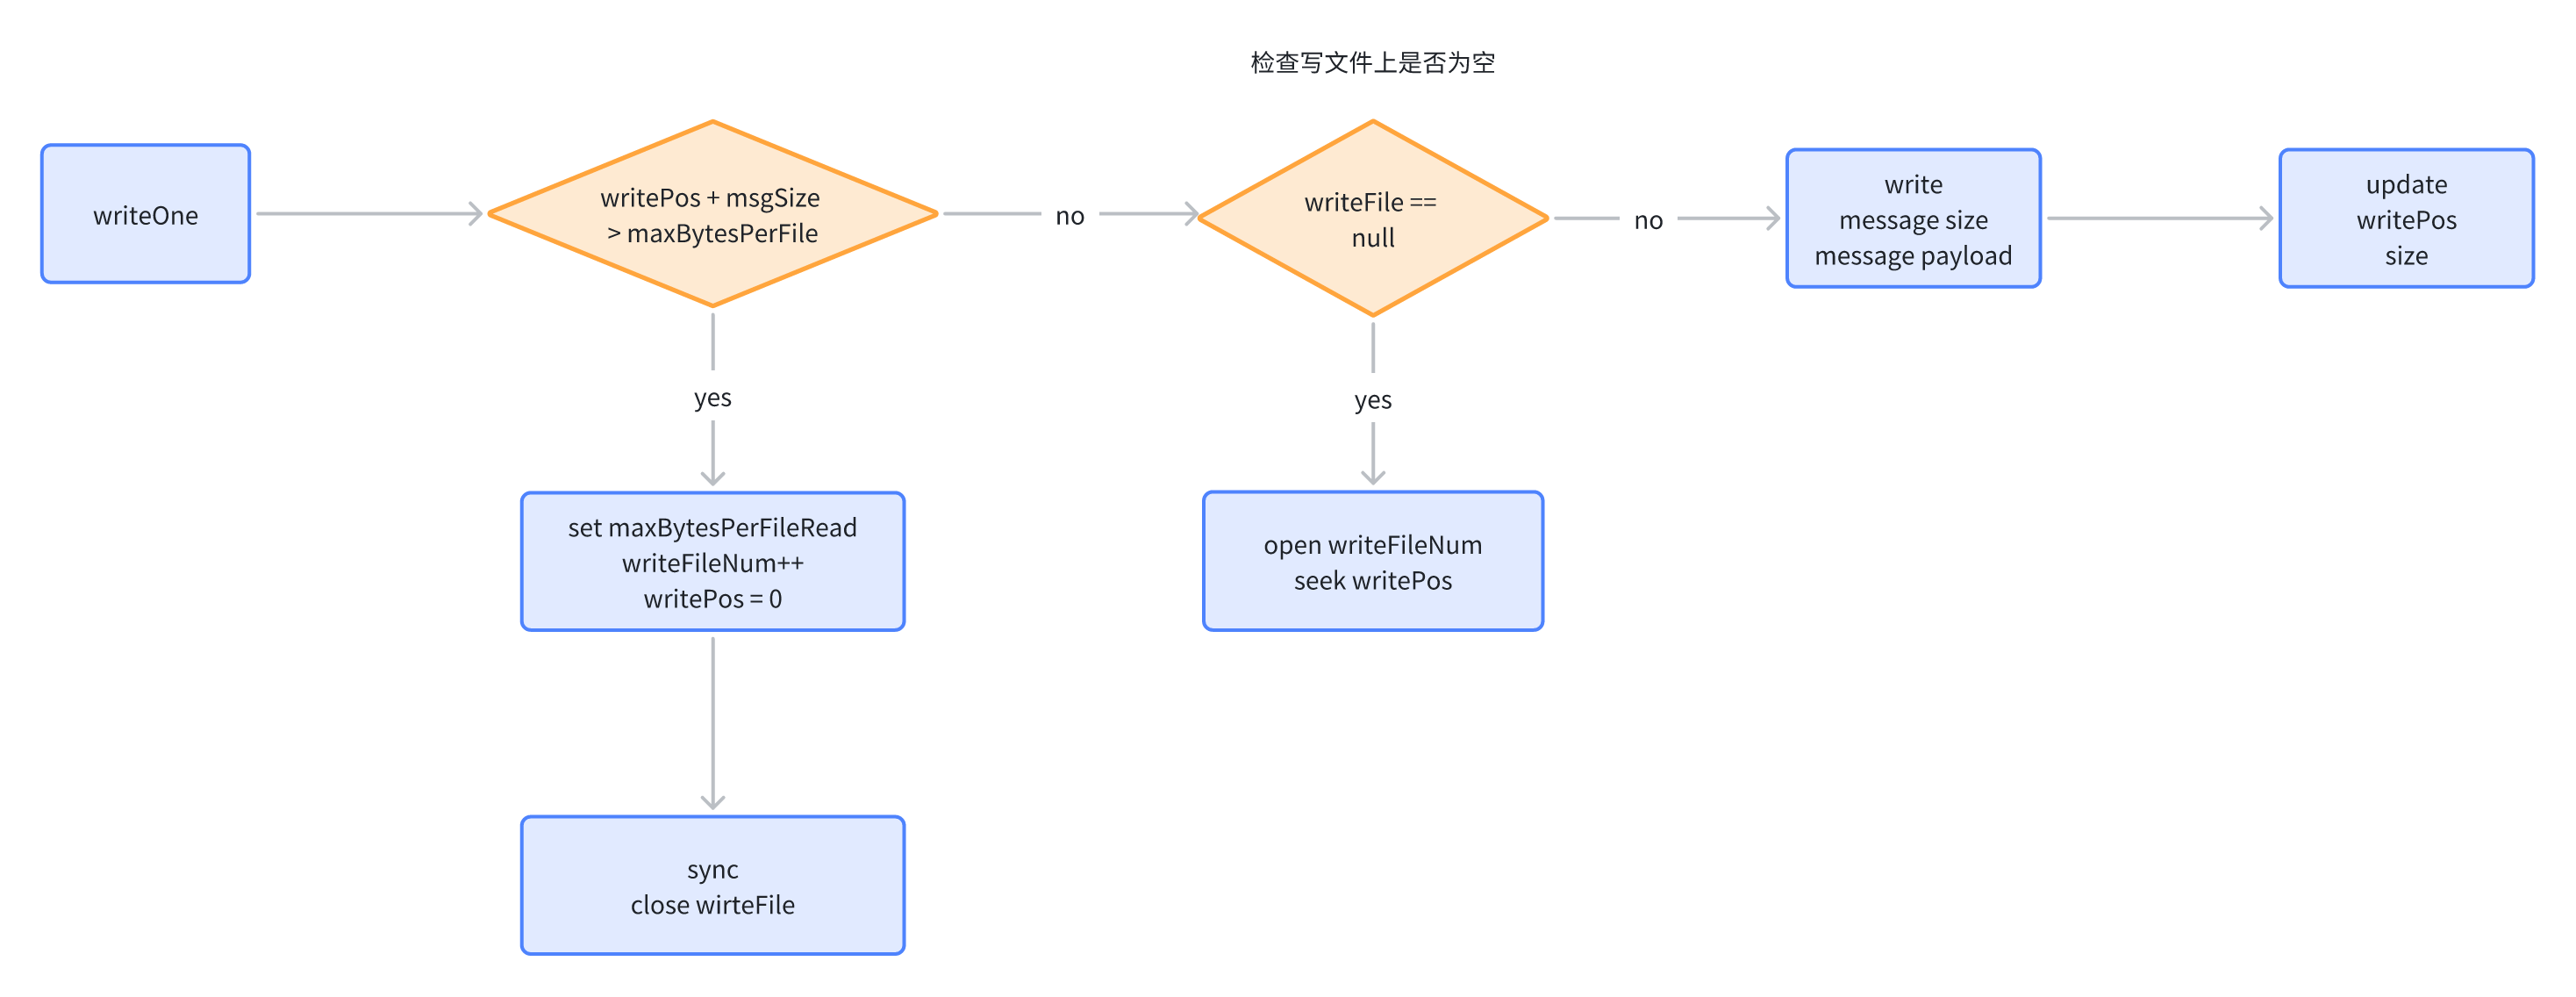 检查写文件上是否为空
writeOne
writePos + msgSize
> maxBytesPerFile
no
writeFile ==
null
no
write
message size
message payload
update
writePos
size
yes
yes
set maxBytesPerFileRead
writeFileNum++
writePos = 0
open writeFileNum
seek writePos
sync
close wirteFile